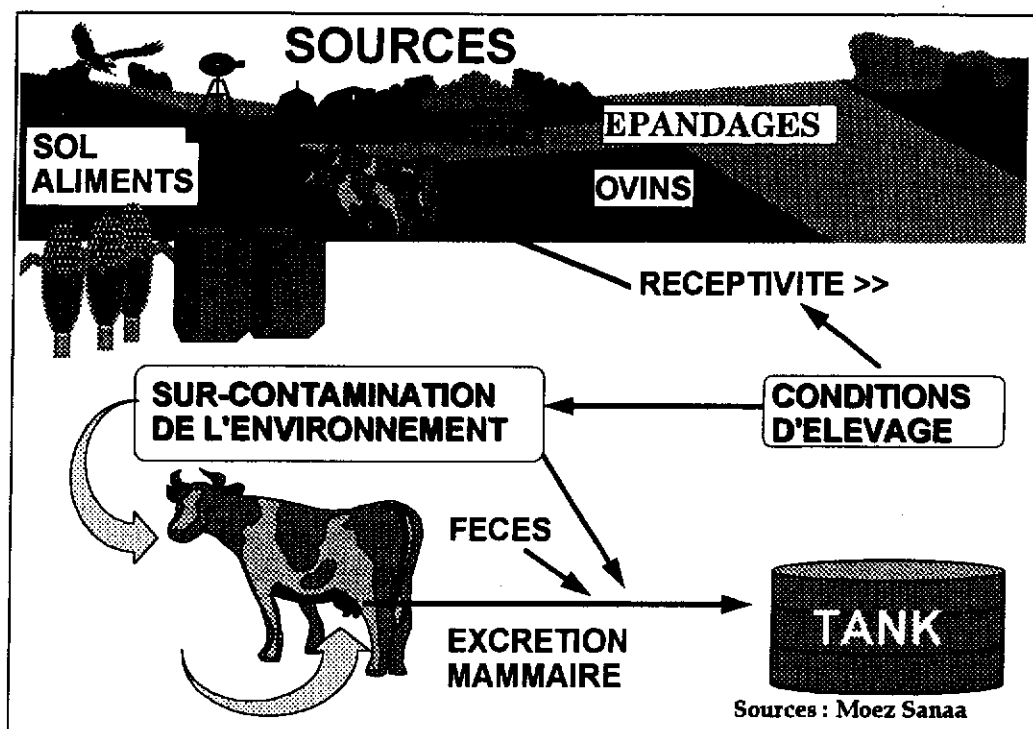 SOURCES
EPANDAGES
SOL
ALIMENTS
OVINS
RECEPTIVITE >>
SUR-CONTAMINATION
DE L'ENVIRONNEMENT
CONDITIONS
D'ELEVAGE
FECES
TANK
EXCRETION
MAMMAIRE
Sources : Moez Sanaa